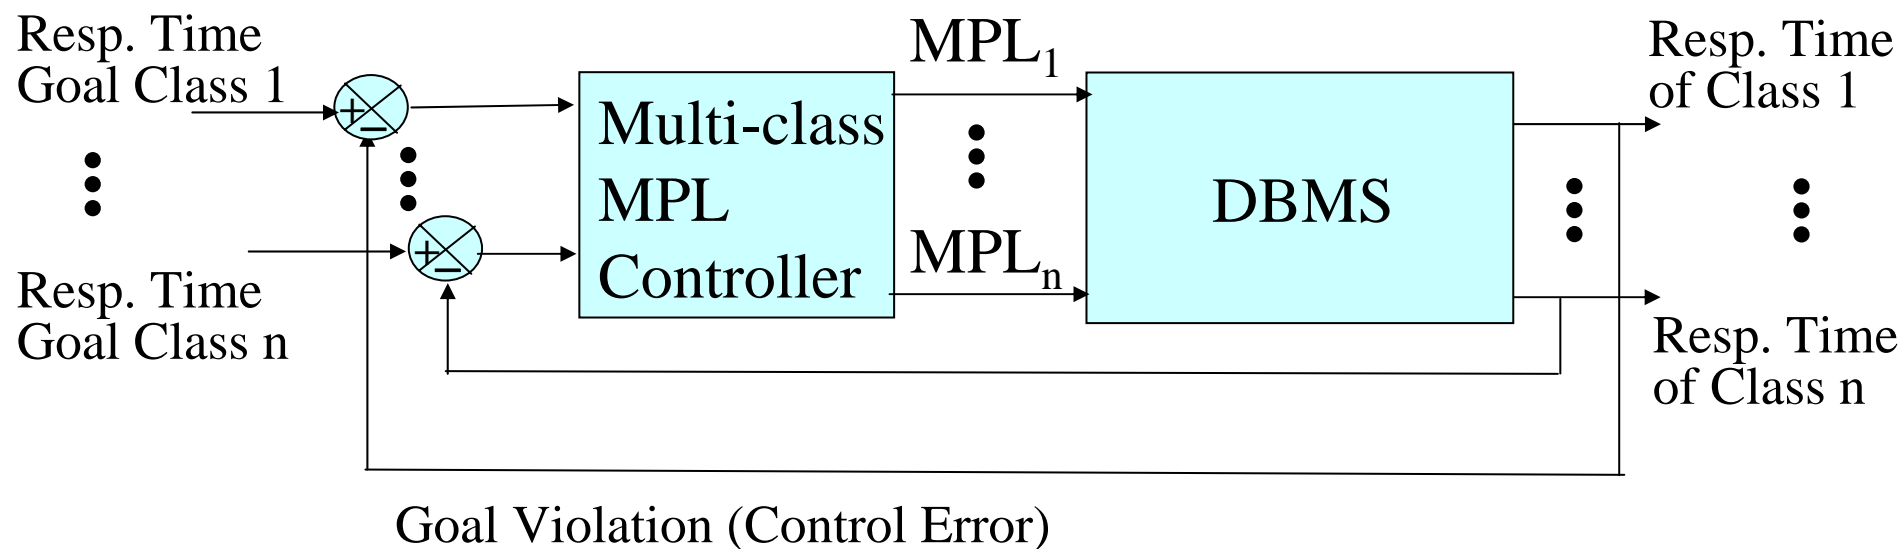 Resp. Time
Goal Class 1
+
−
Resp. Time
Goal Class n
+
−
Multi-class
MPL
Controller
MPL₁
MPLₙ
DBMS
Resp. Time
of Class 1
Resp. Time
of Class n
Goal Violation (Control Error)